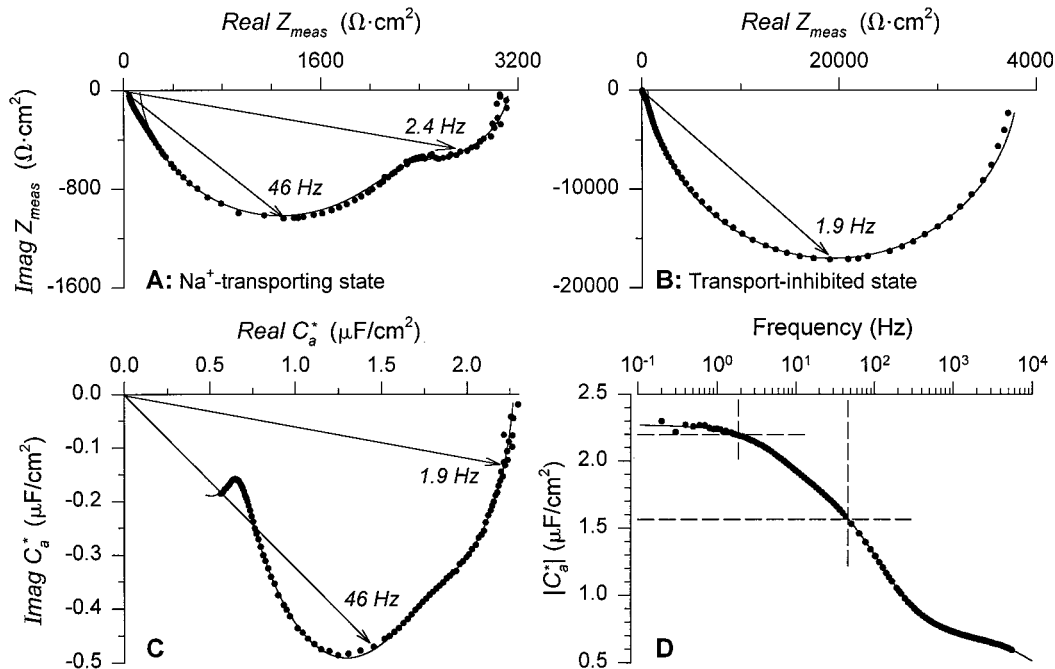 Real Z_meas (Ω·cm²)
0 1600 3200
Imag Z_meas (Ω·cm²)
0
-800
-1600
2.4 Hz
46 Hz
A: Na⁺-transporting state
Real Z_meas (Ω·cm²)
0 20000 40000
0
-10000
-20000
1.9 Hz
B: Transport-inhibited state
Real C*_a (μF/cm²)
0.0 0.5 1.0 1.5 2.0
Imag C*_a (μF/cm²)
0.0
-0.1
-0.2
-0.3
-0.4
-0.5
1.9 Hz
46 Hz
C
Frequency (Hz)
10⁻¹ 10⁰ 10¹ 10² 10³ 10⁴
|C*_a| (μF/cm²)
2.5
2.0
1.5
1.0
0.5
D